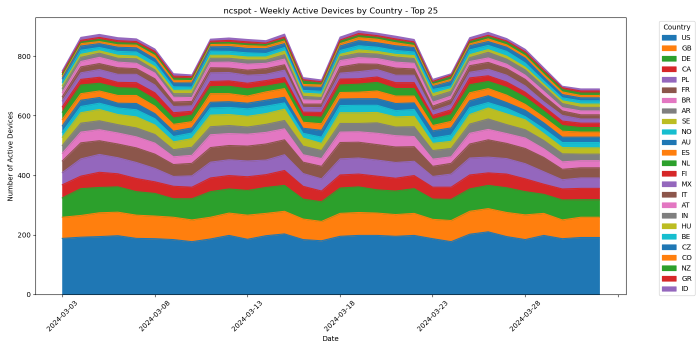 ncspot - Weekly Active Devices by Country - Top 25
Number of Active Devices
800
600
400
200
0
2024-03-03
2024-03-08
2024-03-13
2024-03-18
2024-03-23
2024-03-28
Date
Country
US
GB
DE
CA
PL
FR
BR
AR
SE
NO
AU
ES
NL
FI
MX
IT
AT
IN
HU
BE
CZ
CO
NZ
GR
ID